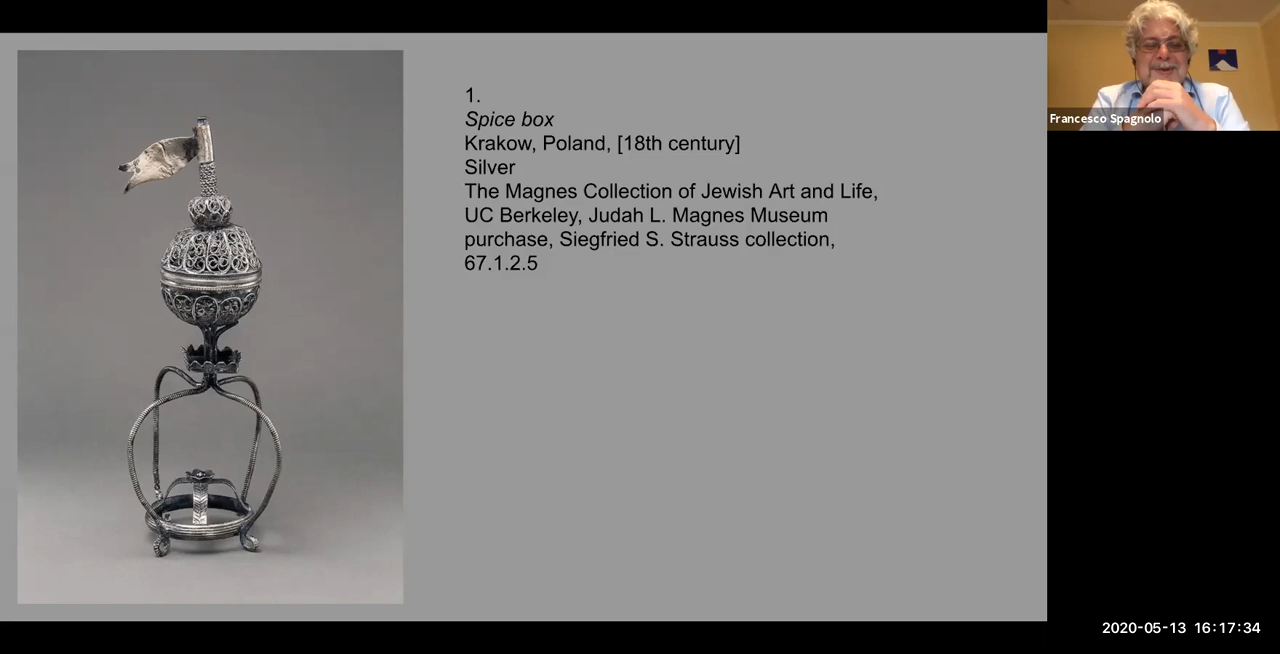 1.
Spice box
Krakow, Poland, [18th century]
Silver
The Magnes Collection of Jewish Art and Life,
UC Berkeley, Judah L. Magnes Museum
purchase, Siegfried S. Strauss collection,
67.1.2.5
Francesco Spagnolo
2020-05-13 16:17:34